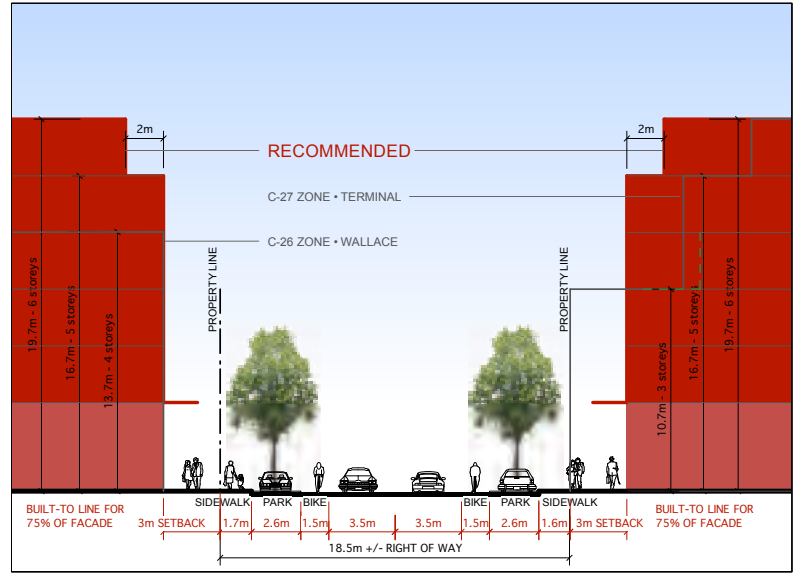 2m
2m
RECOMMENDED
C-27 ZONE • TERMINAL
C-26 ZONE • WALLACE
PROPERTY LINE
PROPERTY LINE
19.7m - 6 storeys
16.7m - 5 storeys
13.7m - 4 storeys
10.7m - 3 storeys
16.7m - 5 storeys
19.7m - 6 storeys
SIDEWALK PARK BIKE BIKE PARK SIDEWALK
BUILT-TO LINE FOR
75% OF FACADE
3m SETBACK 1.7m 2.6m 1.5m 3.5m 3.5m 1.5m 2.6m 1.6m 3m SETBACK
BUILT-TO LINE FOR
75% OF FACADE
18.5m +/- RIGHT OF WAY